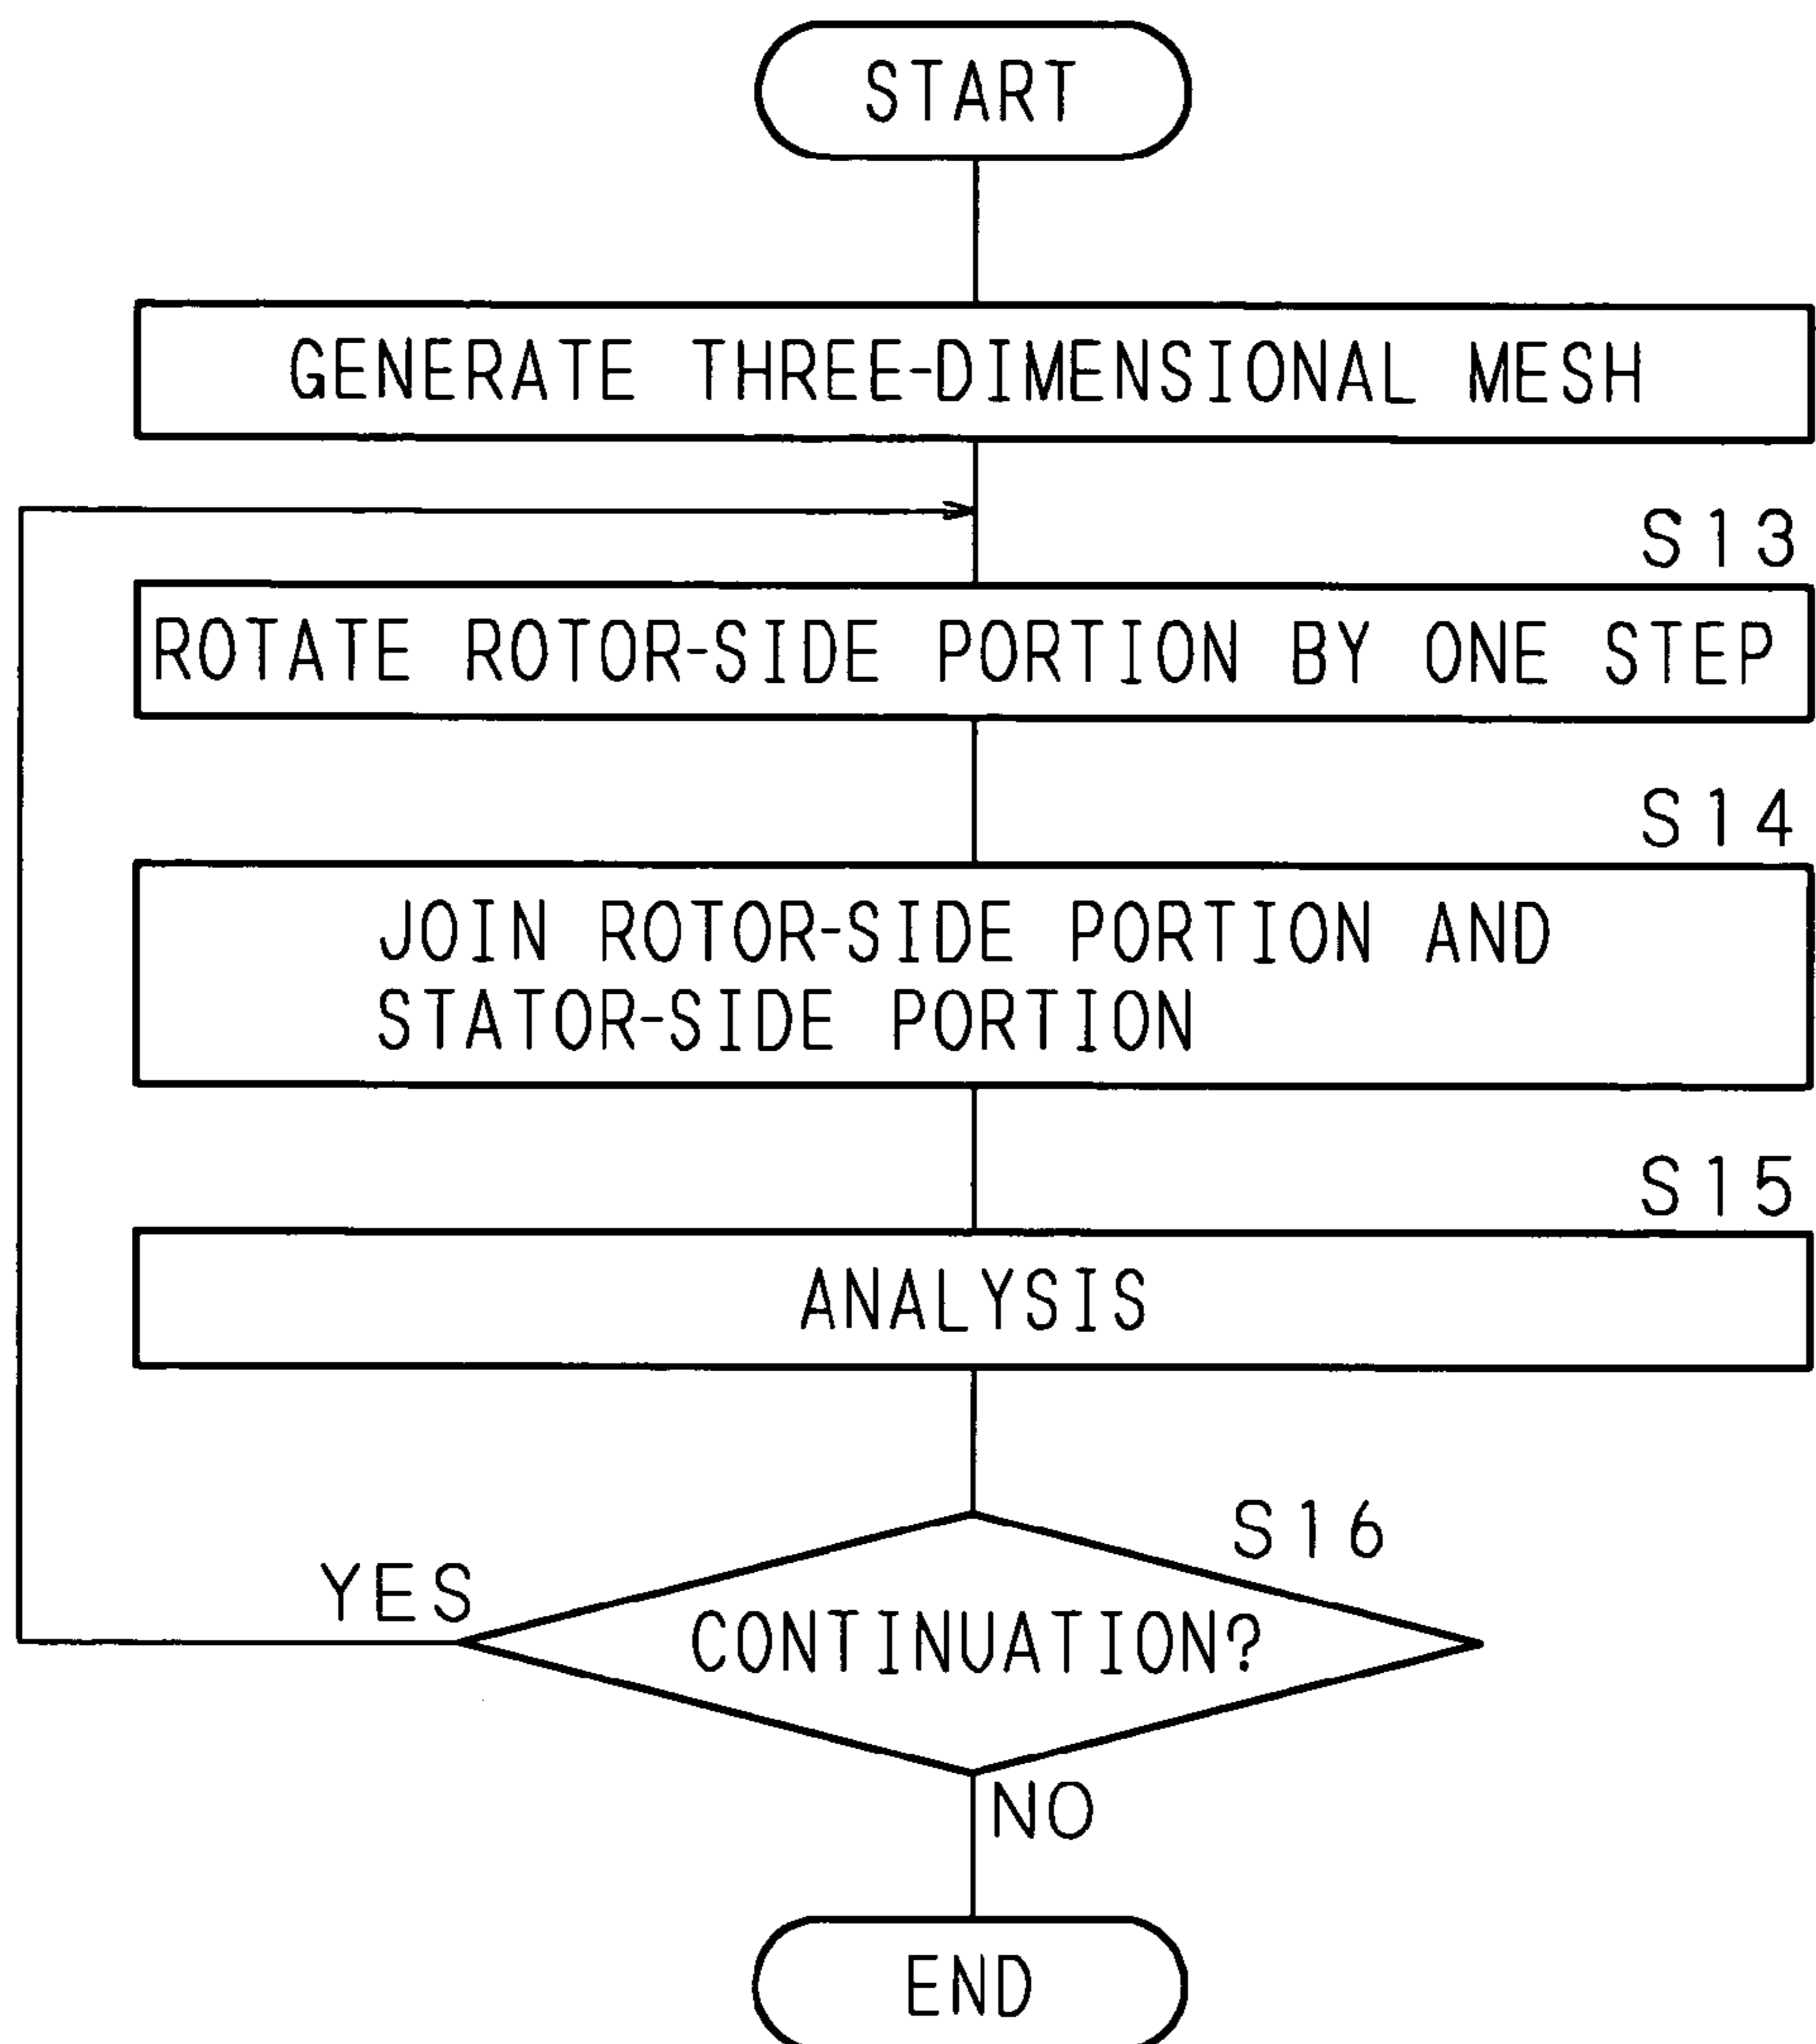 START
GENERATE THREE-DIMENSIONAL MESH
S13
ROTATE ROTOR-SIDE PORTION BY ONE STEP
S14
JOIN ROTOR-SIDE PORTION AND
STATOR-SIDE PORTION
S15
ANALYSIS
S16
YES
CONTINUATION?
NO
END